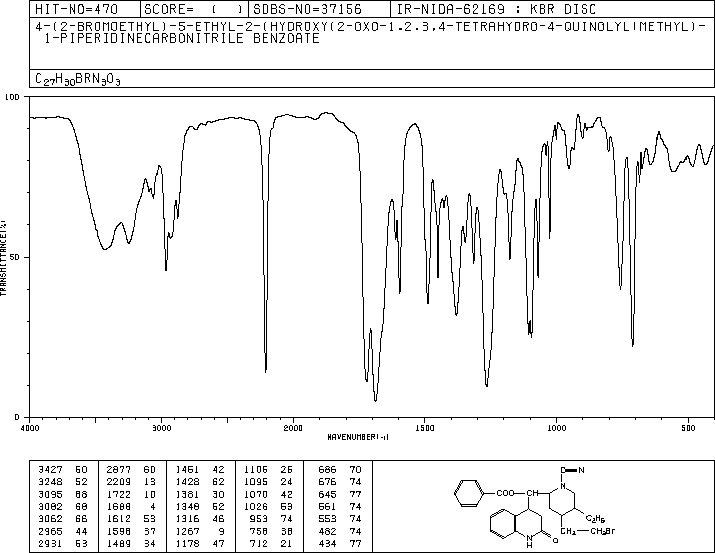 HIT-NO=470 SCORE= ( ) SDBS-NO=37156 IR-NIDA-62169 : KBR DISC
4-(2-BROMOETHYL)-5-ETHYL-2-(HYDROXY(2-OXO-1,2,3,4-TETRAHYDRO-4-QUINOLYL)METHYL)-
1-PIPERIDINECARBONITRILE BENZOATE
C27H30BRN3O3
100
50
0
TRANSMITTANCE(%)
4000 3000 2000 1500 1000 500
WAVENUMBER(-1)
3427 60 2877 60 1451 42 1106 26 686 70
3248 52 2209 13 1428 62 1095 24 676 74
3095 68 1722 10 1381 30 1070 42 645 77
1688 4 1348 52 1026 53 561 74
3062 66 1612 53 1316 46 953 74 553 74
2965 44 1598 37 1267 9 758 38 482 74
2931 53 1489 34 1178 47 712 21 434 77
C≡N
N
COO-CH
C2H5
CH2-CH2Br
N
H
O